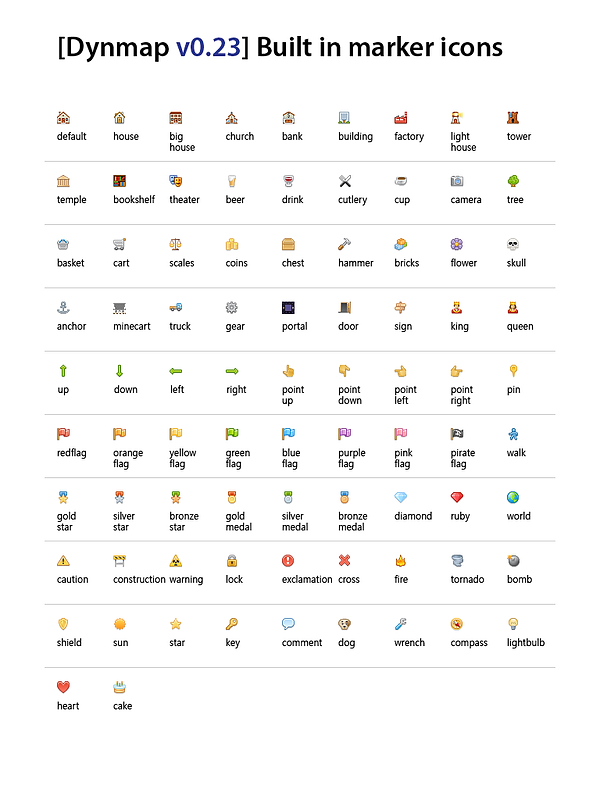 [Dynmap v0.23] Built in marker icons
default house big house church bank building factory light house tower
temple bookshelf theater beer drink cutlery cup camera tree
basket cart scales coins chest hammer bricks flower skull
anchor minecart truck gear portal door sign king queen
up down left right point up point down point left point right pin
redflag orange flag yellow flag green flag blue flag purple flag pink flag pirate flag walk
gold star silver star bronze star gold medal silver medal bronze medal diamond ruby world
caution construction warning lock exclamation cross fire tornado bomb
shield sun star key comment dog wrench compass lightbulb
heart cake